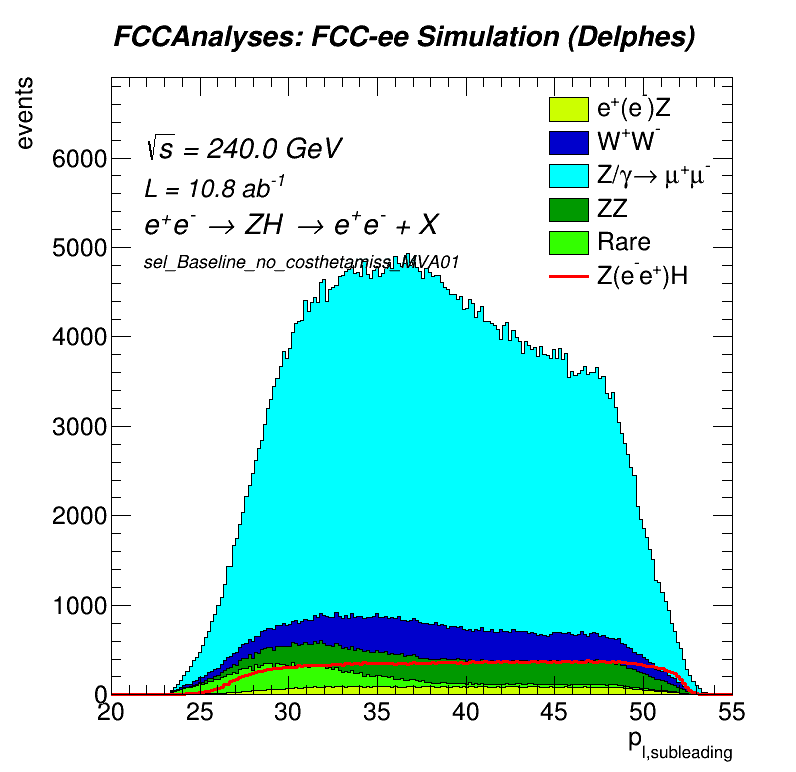 FCCAnalyses: FCC-ee Simulation (Delphes)
events
√s = 240.0 GeV
L = 10.8 ab⁻¹
e⁺e⁻ → ZH → e⁺e⁻ + X
sel_Baseline_no_costhetamiss_MVA01
e⁺(e⁻)Z
W⁺W⁻
Z/γ→ μ⁺μ⁻
ZZ
Rare
Z(e⁻e⁺)H
6000
5000
4000
3000
2000
1000
0
20 25 30 35 40 45 50 55
p_l,subleading